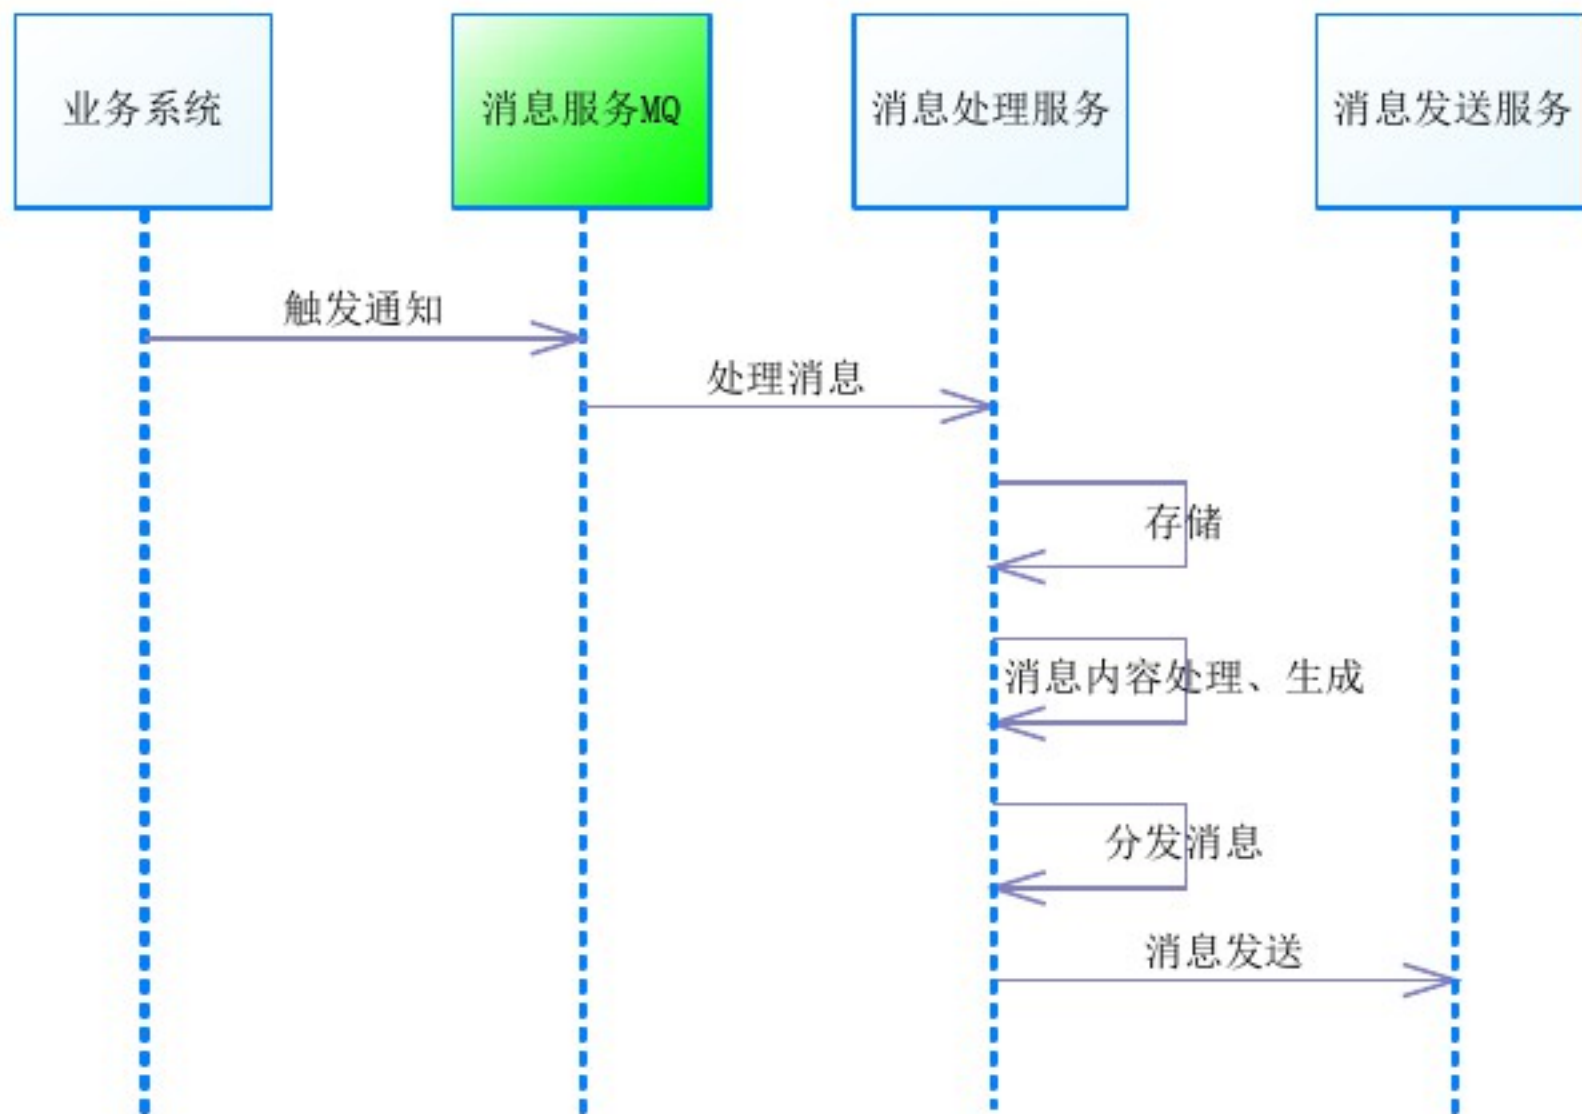 业务系统
消息服务MQ
消息处理服务
消息发送服务
触发通知
处理消息
存储
消息内容处理、生成
分发消息
消息发送